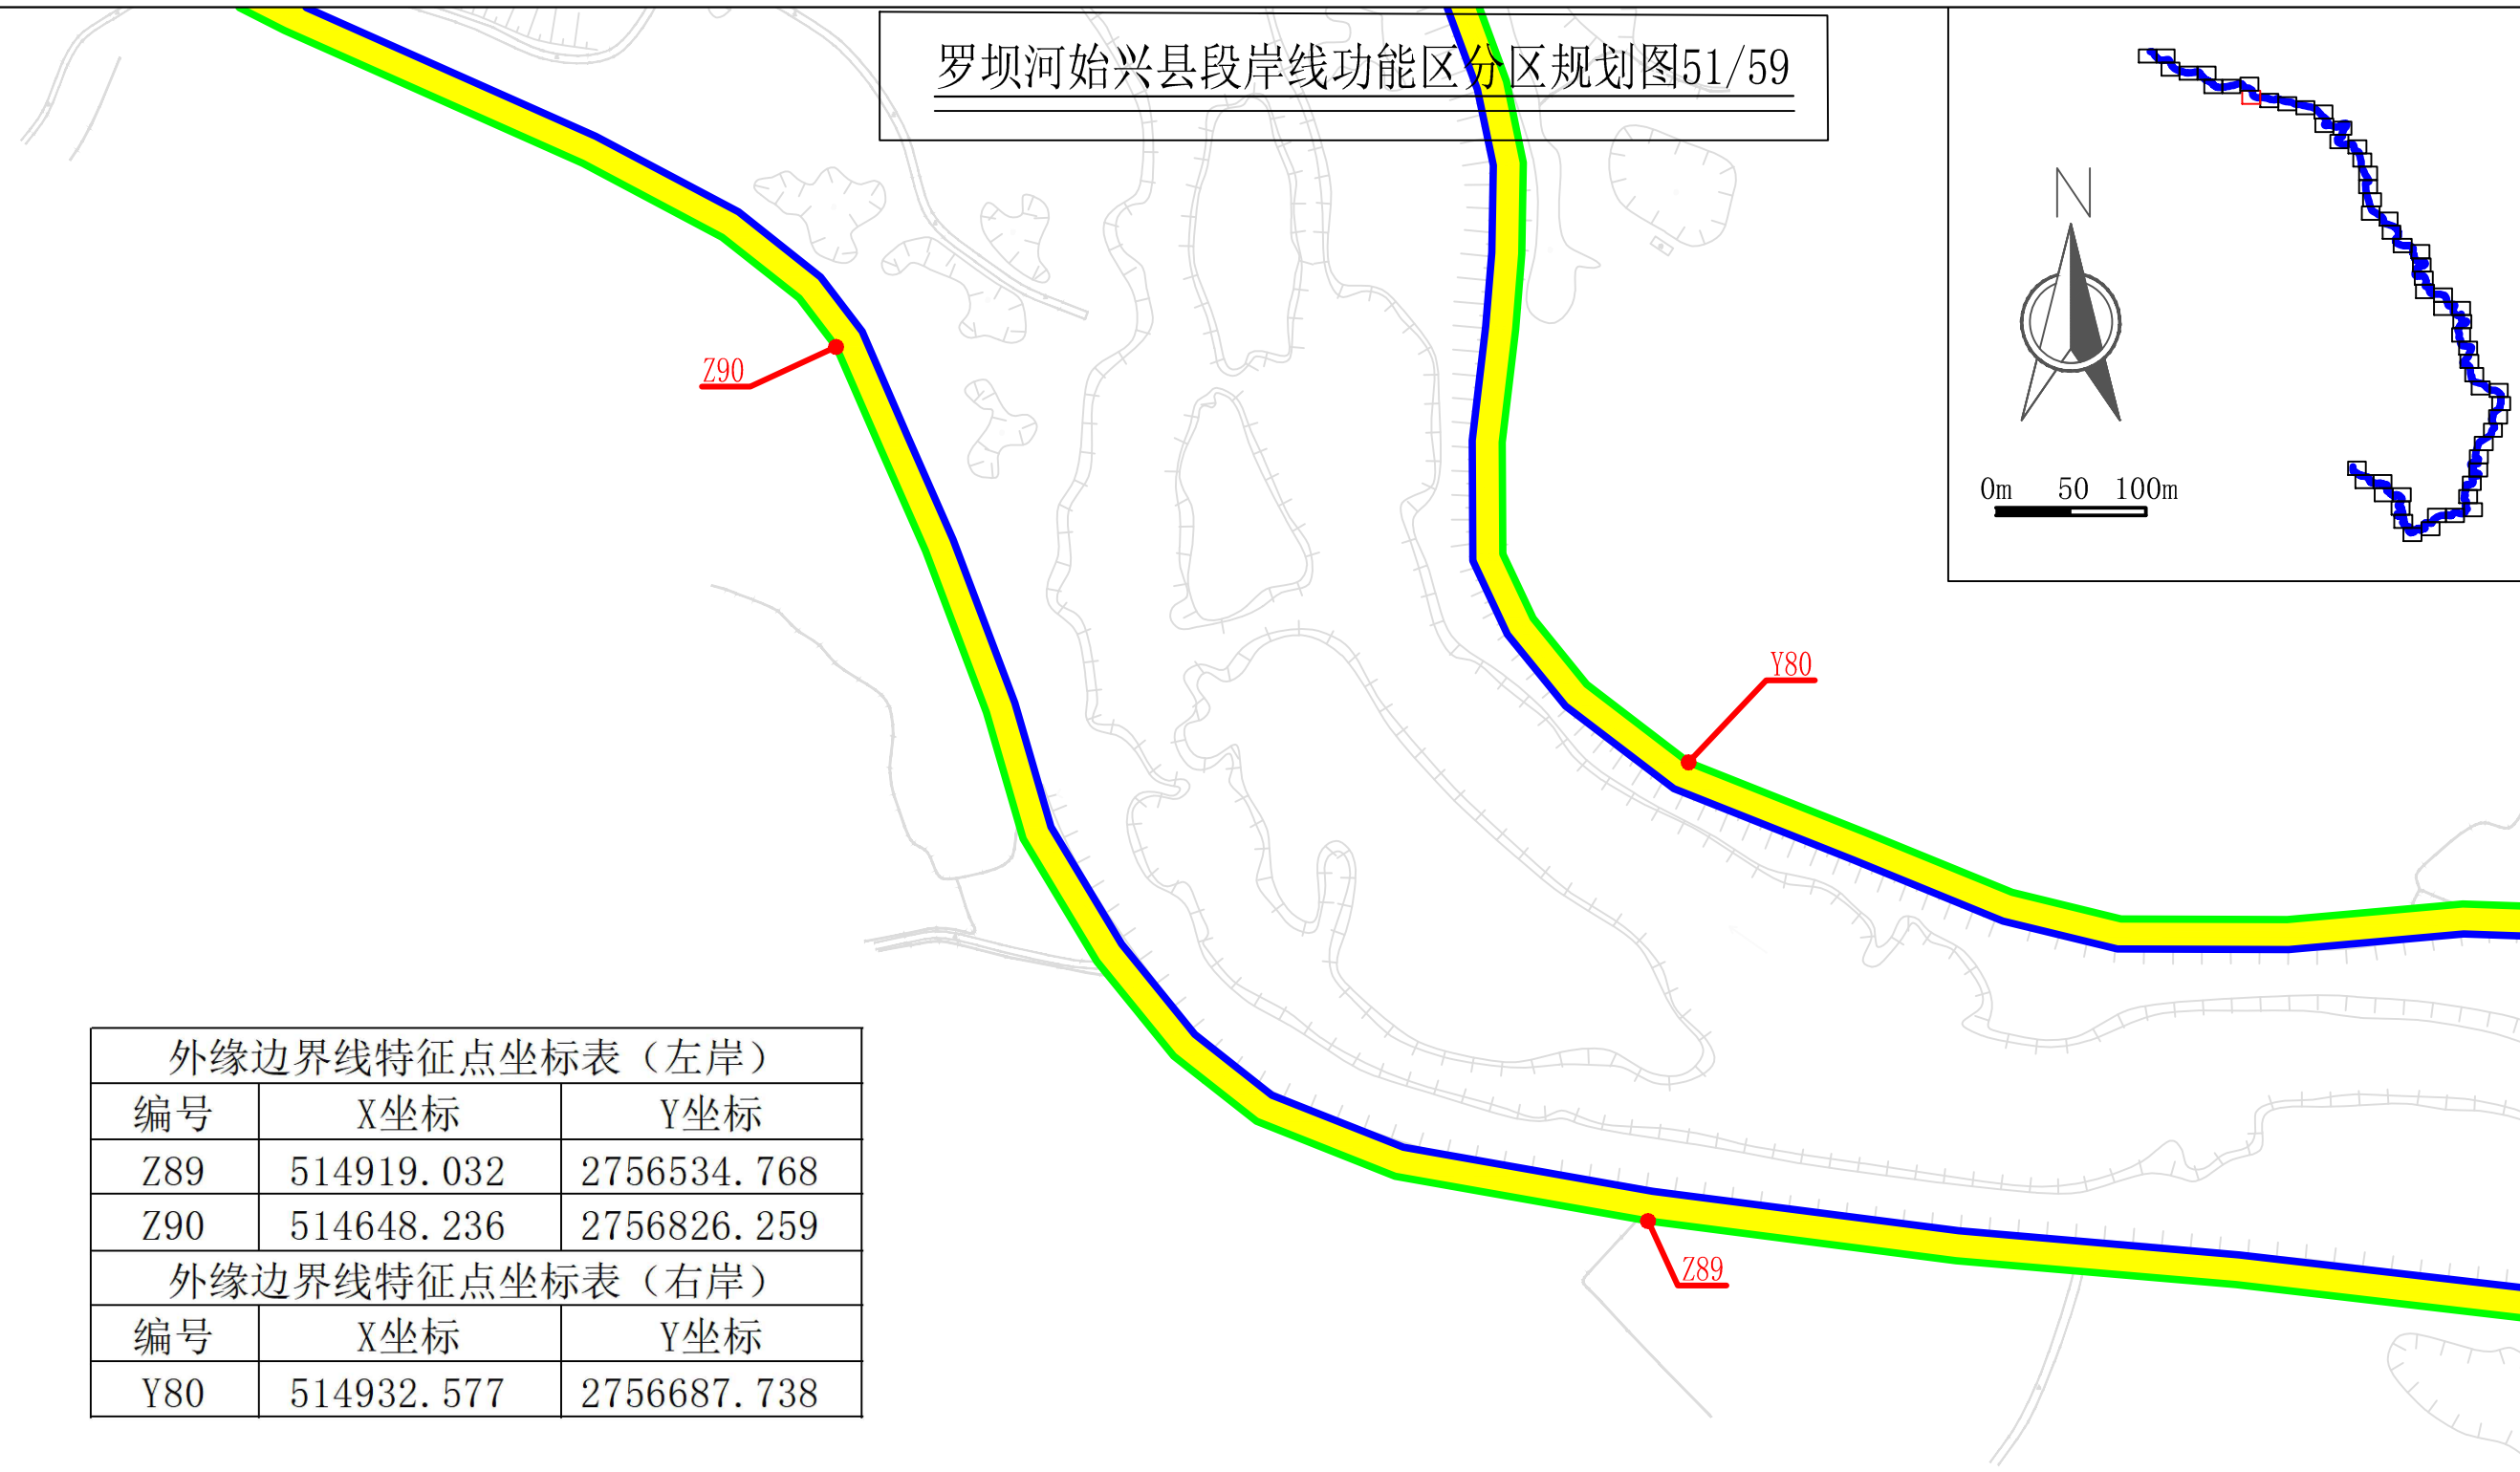 罗坝河始兴县段岸线功能区分区规划图51/59
N
0m 50 100m
Z90
Y80
Z89
外缘边界线特征点坐标表（左岸）
编号 X坐标 Y坐标
Z89 514919.032 2756534.768
Z90 514648.236 2756826.259
外缘边界线特征点坐标表（右岸）
编号 X坐标 Y坐标
Y80 514932.577 2756687.738